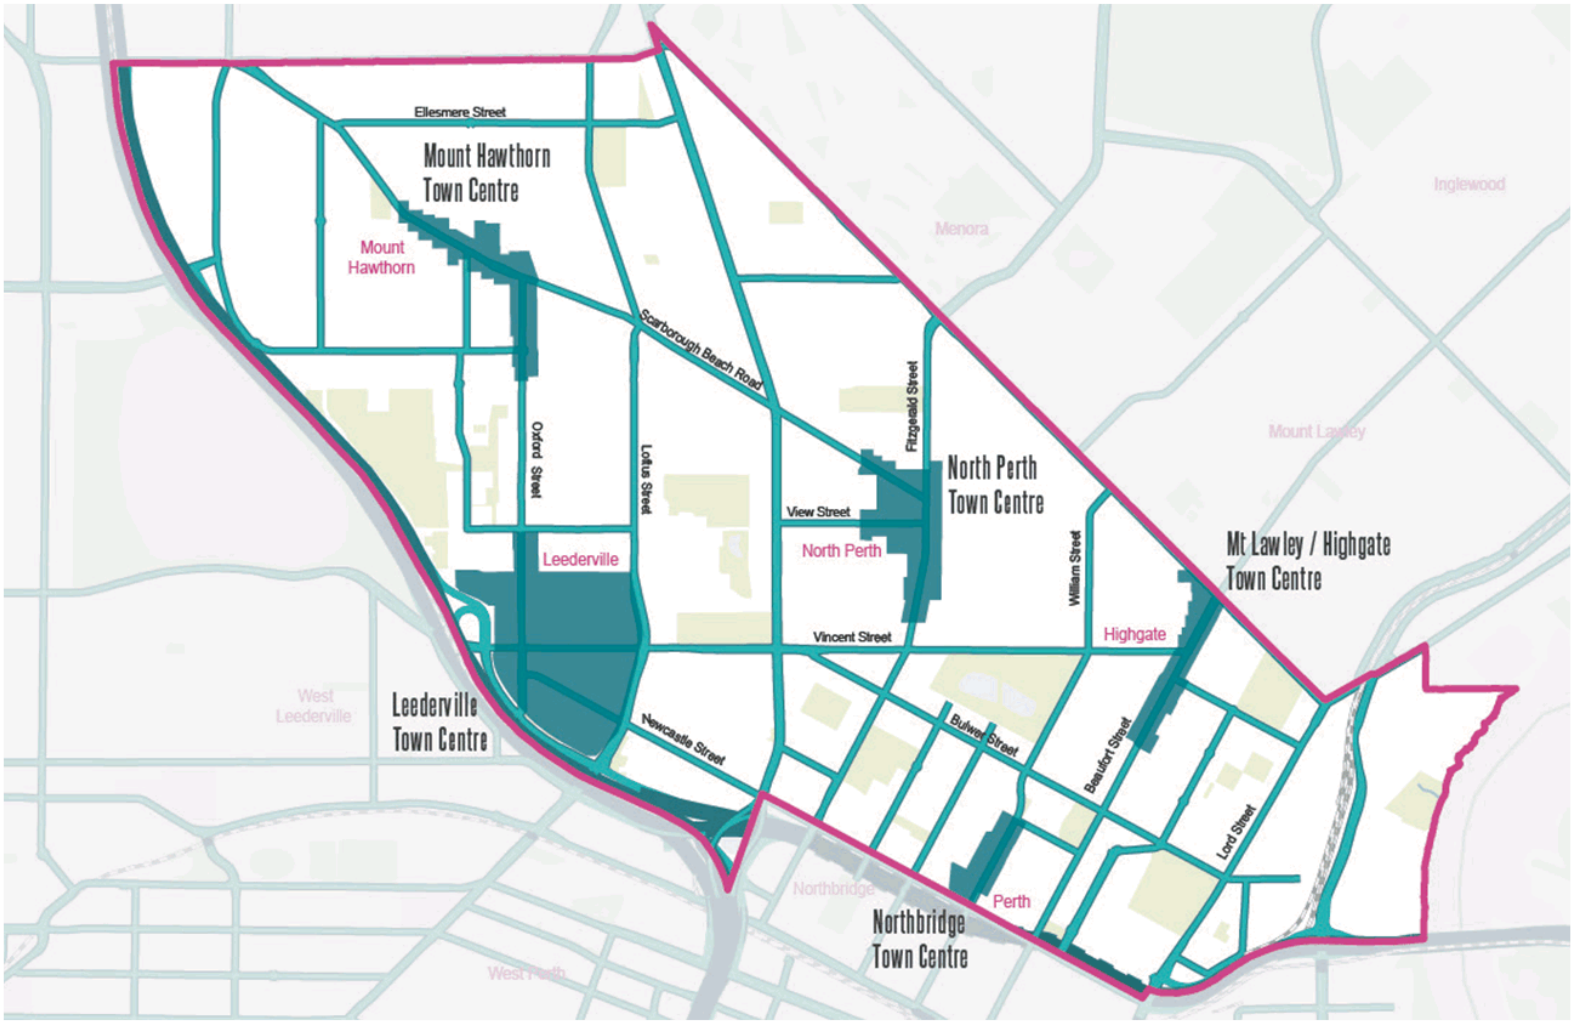 Ellesmere Street
Mount Hawthorn
Town Centre
Inglewood
Menora
Mount
Hawthorn
Scarborough Beach Road
Fitzgerald Street
Mount Lawley
Oxford Street
Loftus Street
North Perth
Town Centre
View Street
North Perth
William Street
Mt Lawley / Highgate
Town Centre
Leederville
Vincent Street
Highgate
West
Leederville
Leederville
Town Centre
Newcastle Street
Bulwer Street
Beaufort Street
Lord Street
Northbridge
Perth
Northbridge
Town Centre
West Perth